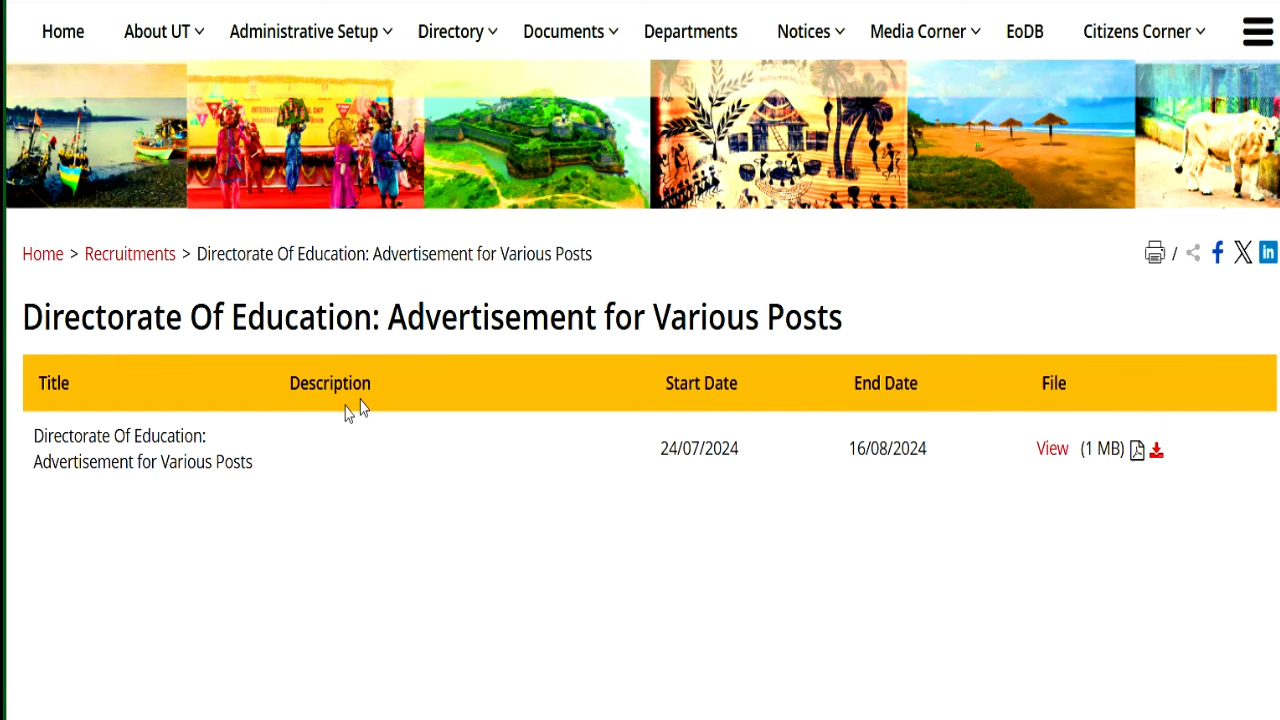 Home About UT Administrative Setup Directory Documents Departments Notices Media Corner EoDB Citizens Corner
Home > Recruitments > Directorate Of Education: Advertisement for Various Posts /
Directorate Of Education: Advertisement for Various Posts
Title Description Start Date End Date File
Directorate Of Education:
Advertisement for Various Posts 24/07/2024 16/08/2024 View (1 MB)